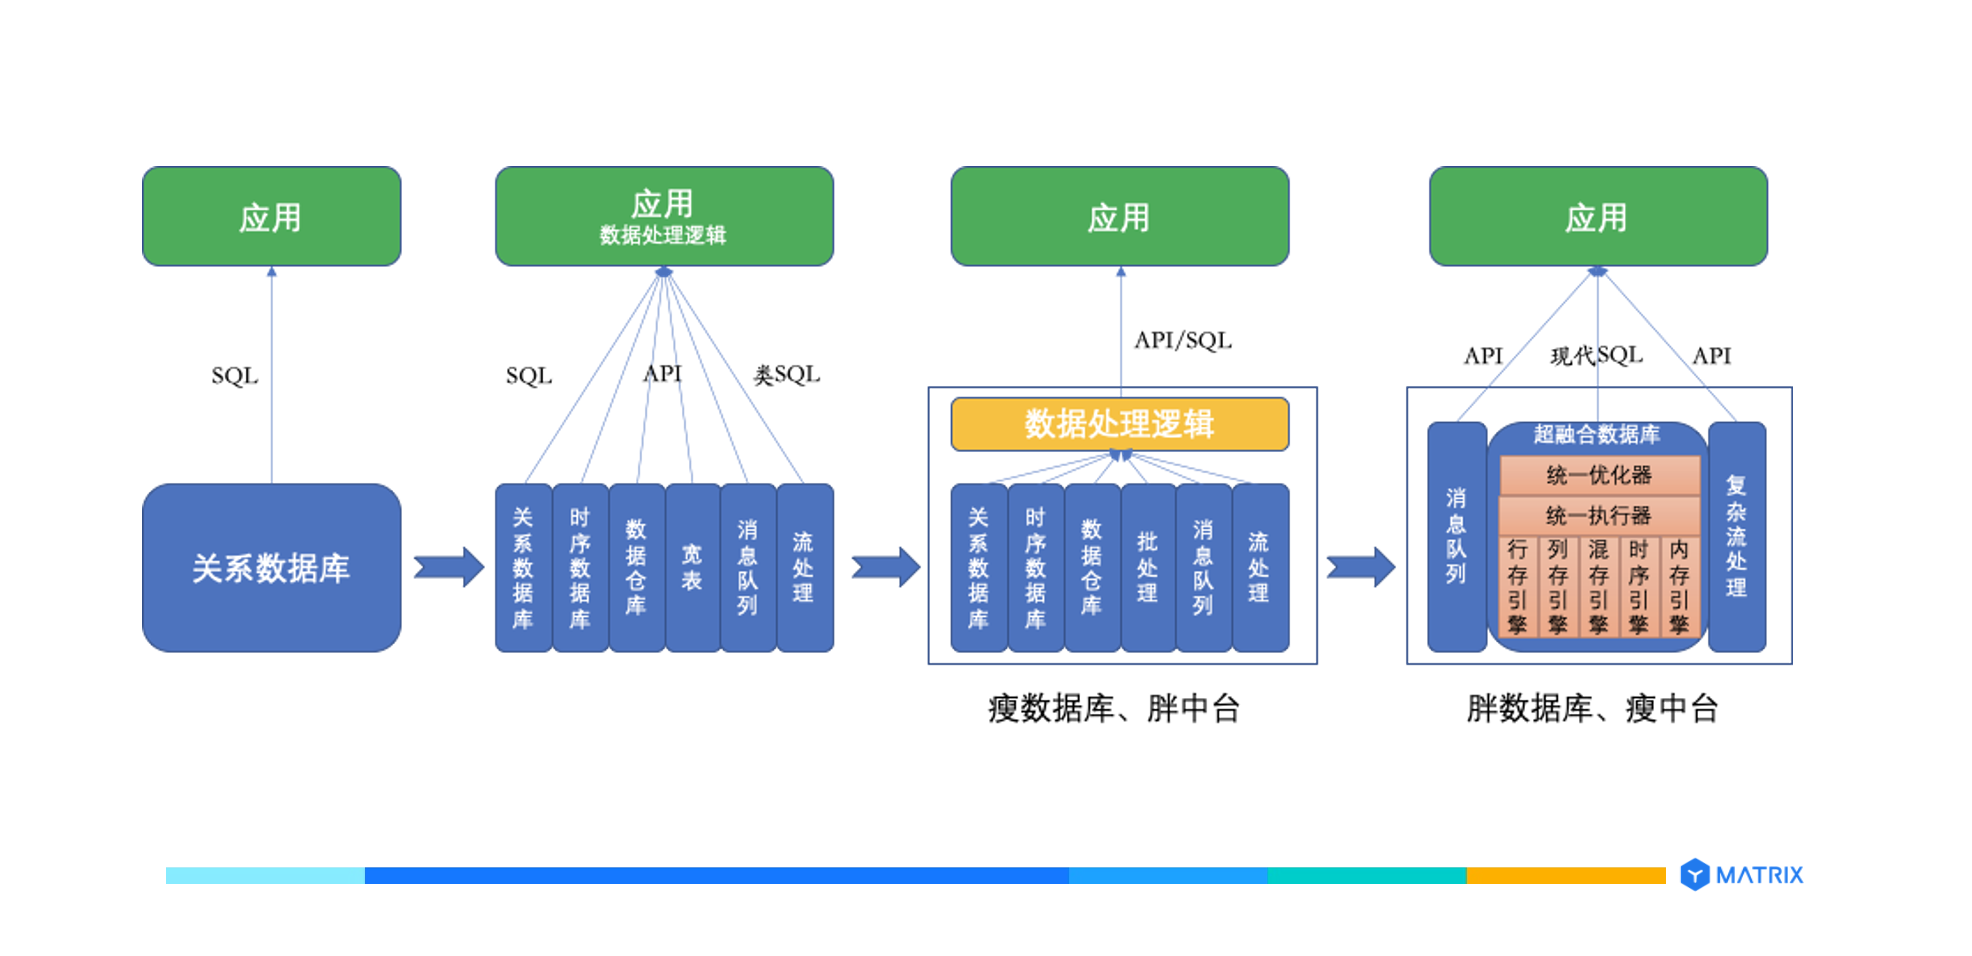 应用
SQL
关系数据库
应用
数据处理逻辑
SQL
API
类SQL
关系数据库
时序数据库
数据仓库
宽表
消息队列
流处理
应用
API/SQL
数据处理逻辑
关系数据库
时序数据库
数据仓库
批处理
消息队列
流处理
瘦数据库、胖中台
应用
API
现代SQL
API
消息队列
超融合数据库
统一优化器
统一执行器
行存引擎
列存引擎
混存引擎
时序引擎
内存引擎
复杂流处理
胖数据库、瘦中台
MATRIX